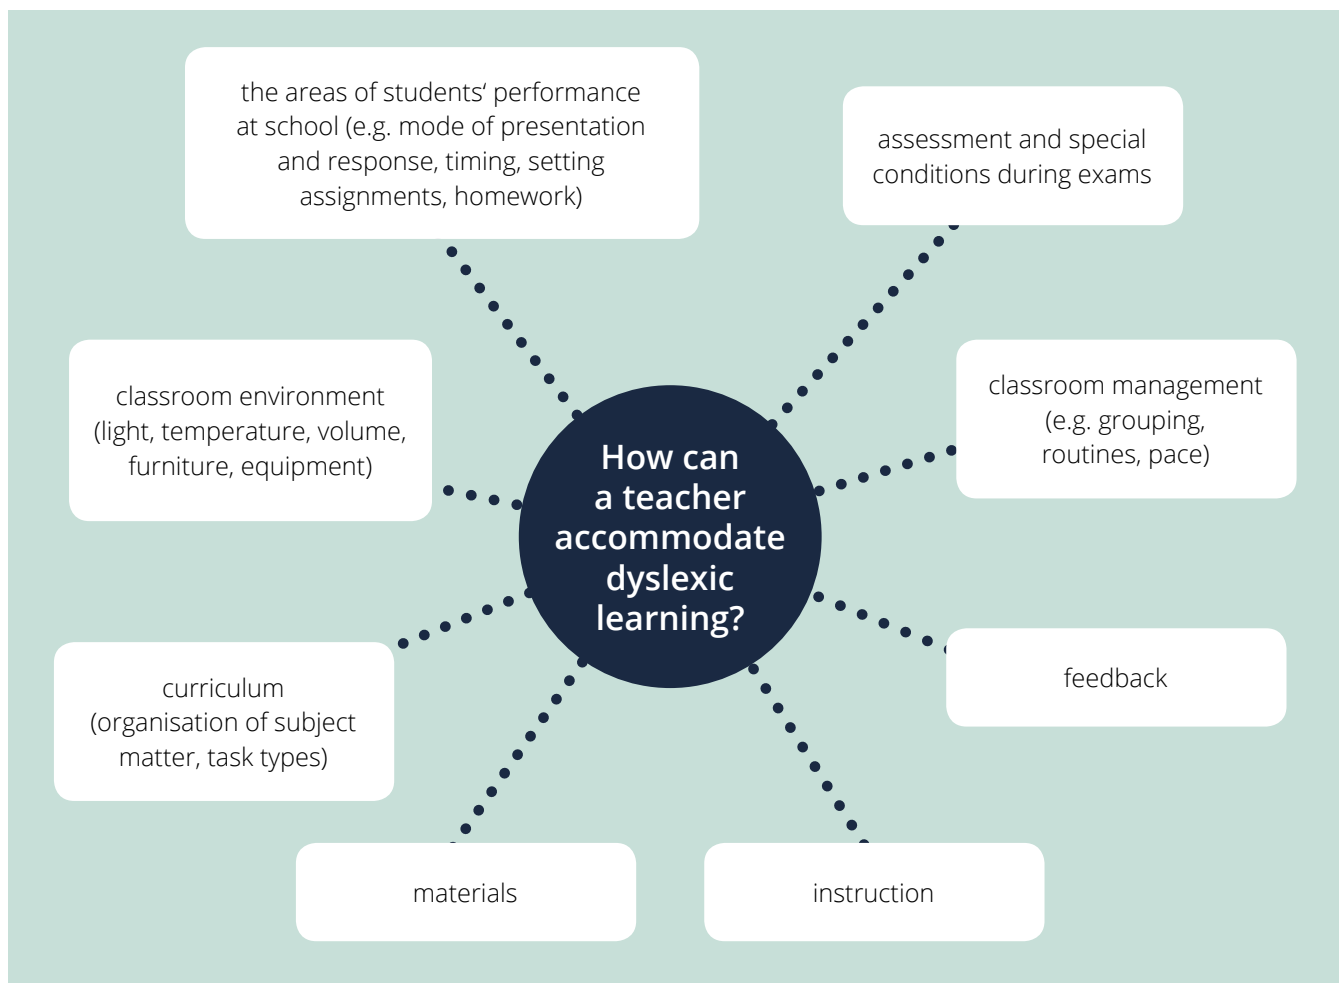 the areas of students‘ performance
at school (e.g. mode of presentation
and response, timing, setting
assignments, homework)
assessment and special
conditions during exams
classroom environment
(light, temperature, volume,
furniture, equipment)
classroom management
(e.g. grouping,
routines, pace)
How can
a teacher
accommodate
dyslexic
learning?
curriculum
(organisation of subject
matter, task types)
feedback
materials
instruction